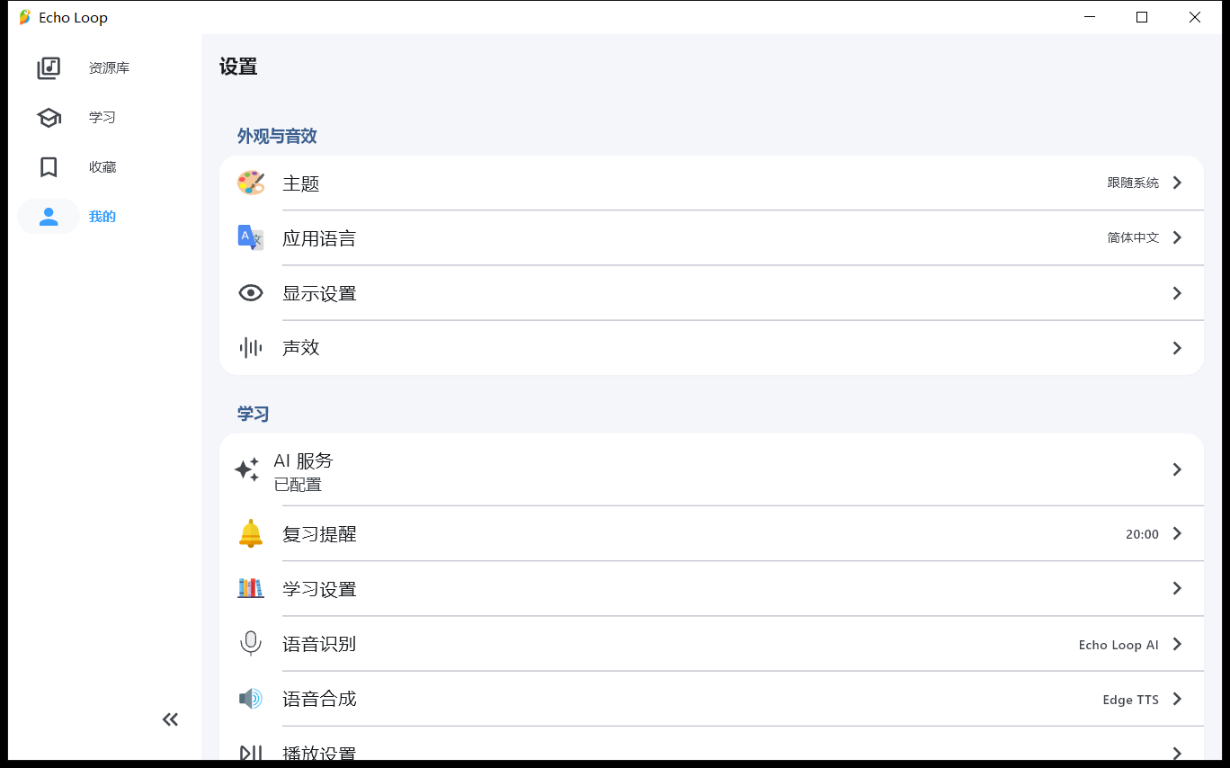 Echo Loop
资源库
学习
收藏
我的
设置
外观与音效
主题
跟随系统
应用语言
简体中文
显示设置
声效
学习
AI 服务
已配置
复习提醒
20:00
学习设置
语音识别
Echo Loop AI
语音合成
Edge TTS
播放设置